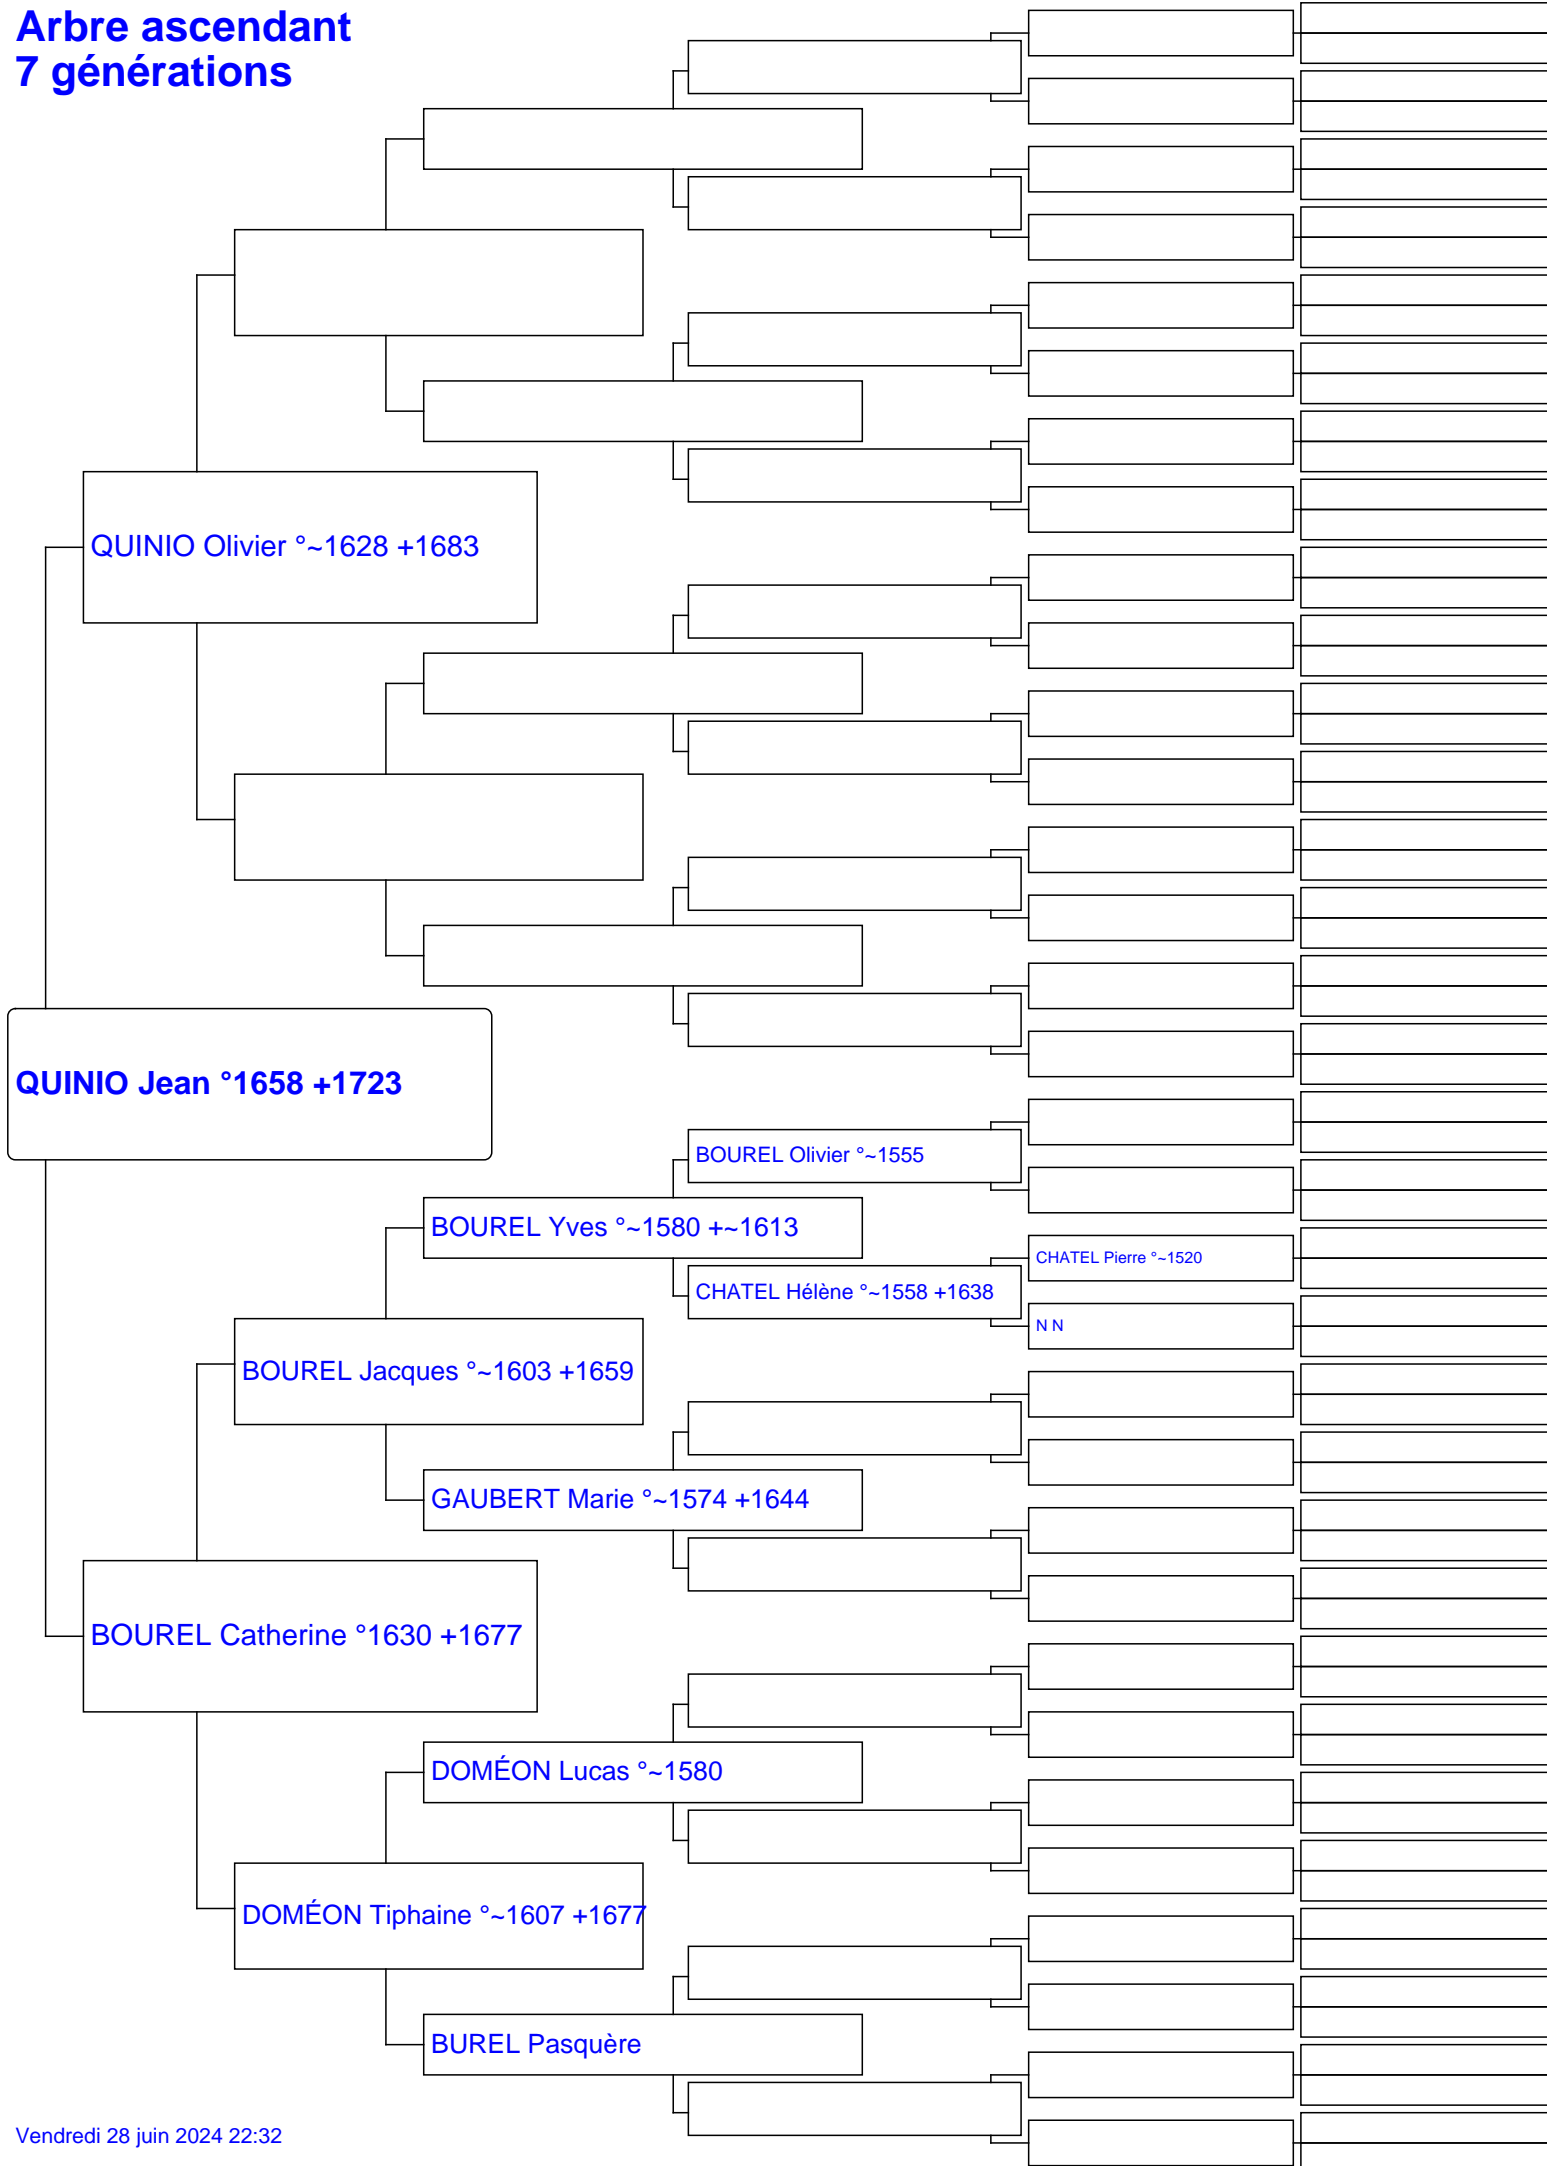 Arbre ascendant
7 générations
QUINIO Olivier °~1628 +1683
QUINIO Jean °1658 +1723
BOUREL Olivier °~1555
BOUREL Yves °~1580 +~1613
CHATEL Pierre °~1520
CHATEL Hélène °~1558 +1638
N N
BOUREL Jacques °~1603 +1659
GAUBERT Marie °~1574 +1644
BOUREL Catherine °1630 +1677
DOMÉON Lucas °~1580
DOMÉON Tiphaine °~1607 +1677
BUREL Pasquère
Vendredi 28 juin 2024 22:32